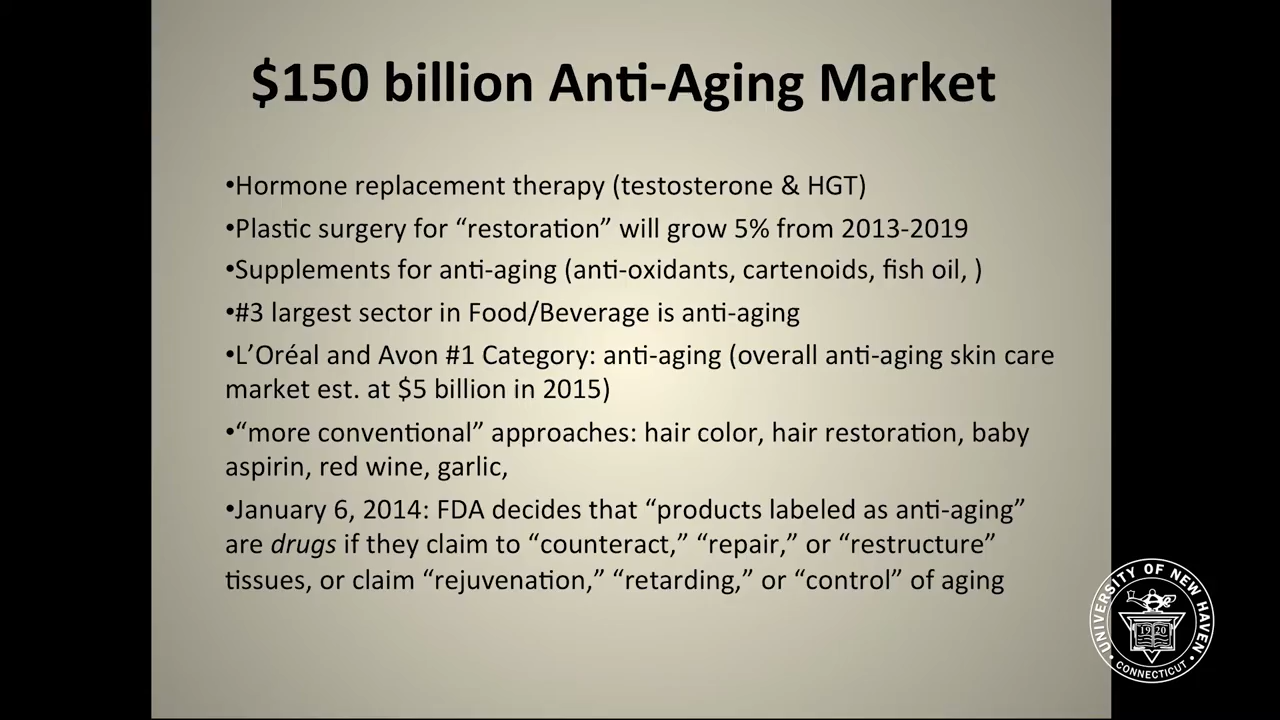 $150 billion Anti-Aging Market
•Hormone replacement therapy (testosterone & HGT)
•Plastic surgery for “restoration” will grow 5% from 2013-2019
•Supplements for anti-aging (anti-oxidants, cartenoids, fish oil, )
•#3 largest sector in Food/Beverage is anti-aging
•L’Oréal and Avon #1 Category: anti-aging (overall anti-aging skin care
market est. at $5 billion in 2015)
•“more conventional” approaches: hair color, hair restoration, baby
aspirin, red wine, garlic,
•January 6, 2014: FDA decides that “products labeled as anti-aging”
are drugs if they claim to “counteract,” “repair,” or “restructure”
tissues, or claim “rejuvenation,” “retarding,” or “control” of aging
UNIVERSITY OF NEW HAVEN
1920
CONNECTICUT